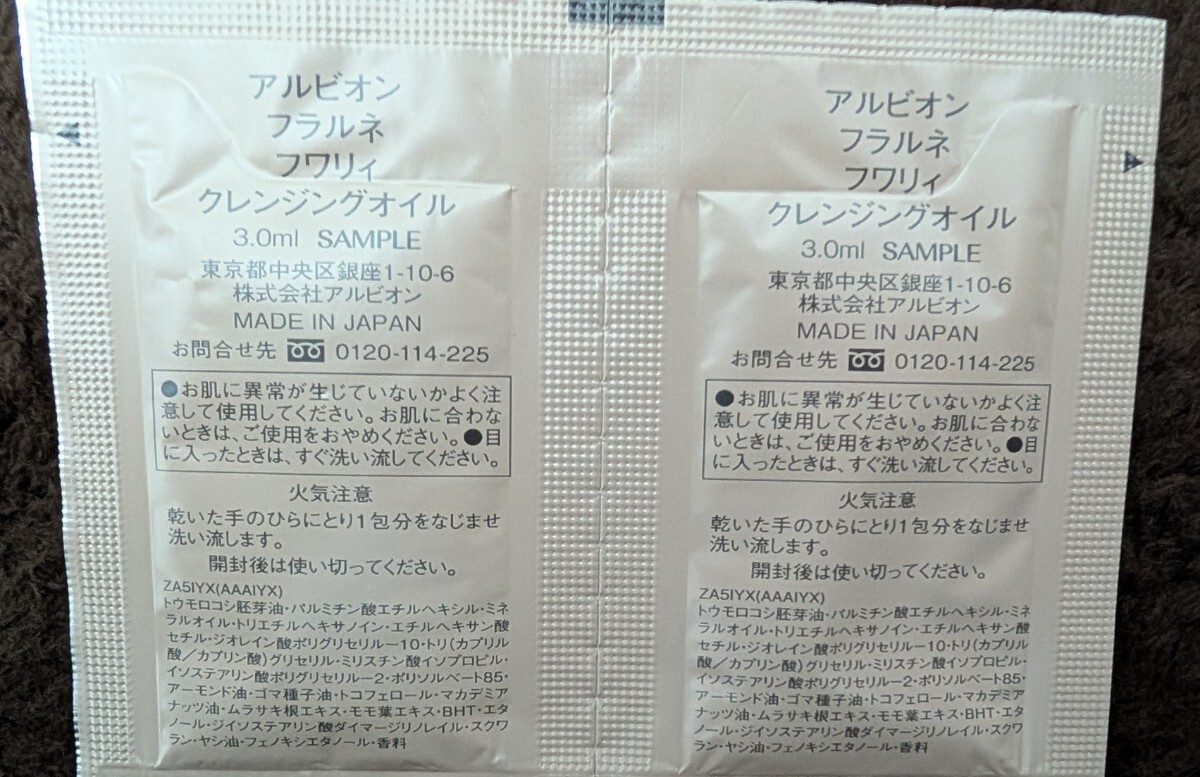 アルビオン
フラルネ
フワリィ
クレンジングオイル
3.0ml SAMPLE
東京都中央区銀座1-10-6
株式会社アルビオン
MADE IN JAPAN
お問合せ先 0120-114-225
●お肌に異常が生じていないかよく注
意して使用してください。お肌に合わな
いときは、ご使用をおやめください。●目
に入ったときは、すぐ洗い流してください。
火気注意
乾いた手のひらにとり1包分をなじませ
洗い流します。
開封後は使い切ってください。
ZA5IYX(AAAIYX)
トウモロコシ胚芽油・パルミチン酸エチルヘキシル・ミネ
ラルオイル・トリエチルヘキサノイン・エチルヘキサン酸
セチル・ジオレイン酸ポリグリセリル－10・トリ(カプリル
酸／カプリン酸)グリセリル・ミリスチン酸イソプロピル・
イソステアリン酸ポリグリセリル－2・ポリソルベート85・
アーモンド油・ゴマ種子油・トコフェロール・マカデミア
ナッツ油・ムラサキ根エキス・モモ葉エキス・BHT・エタ
ノール・ジイソステアリン酸ダイマージリノレイル・スクワ
ラン・ヤシ油・フェノキシエタノール・香料
アルビオン
フラルネ
フワリィ
クレンジングオイル
3.0ml SAMPLE
東京都中央区銀座1-10-6
株式会社アルビオン
MADE IN JAPAN
お問合せ先 0120-114-225
●お肌に異常が生じていないかよく注
意して使用してください。お肌に合わな
いときは、ご使用をおやめください。●目
に入ったときは、すぐ洗い流してください。
火気注意
乾いた手のひらにとり1包分をなじませ
洗い流します。
開封後は使い切ってください。
ZA5IYX(AAAIYX)
トウモロコシ胚芽油・パルミチン酸エチルヘキシル・ミネ
ラルオイル・トリエチルヘキサノイン・エチルヘキサン酸
セチル・ジオレイン酸ポリグリセリル－10・トリ(カプリル
酸／カプリン酸)グリセリル・ミリスチン酸イソプロピル・
イソステアリン酸ポリグリセリル－2・ポリソルベート85・
アーモンド油・ゴマ種子油・トコフェロール・マカデミア
ナッツ油・ムラサキ根エキス・モモ葉エキス・BHT・エタ
ノール・ジイソステアリン酸ダイマージリノレイル・スクワ
ラン・ヤシ油・フェノキシエタノール・香料